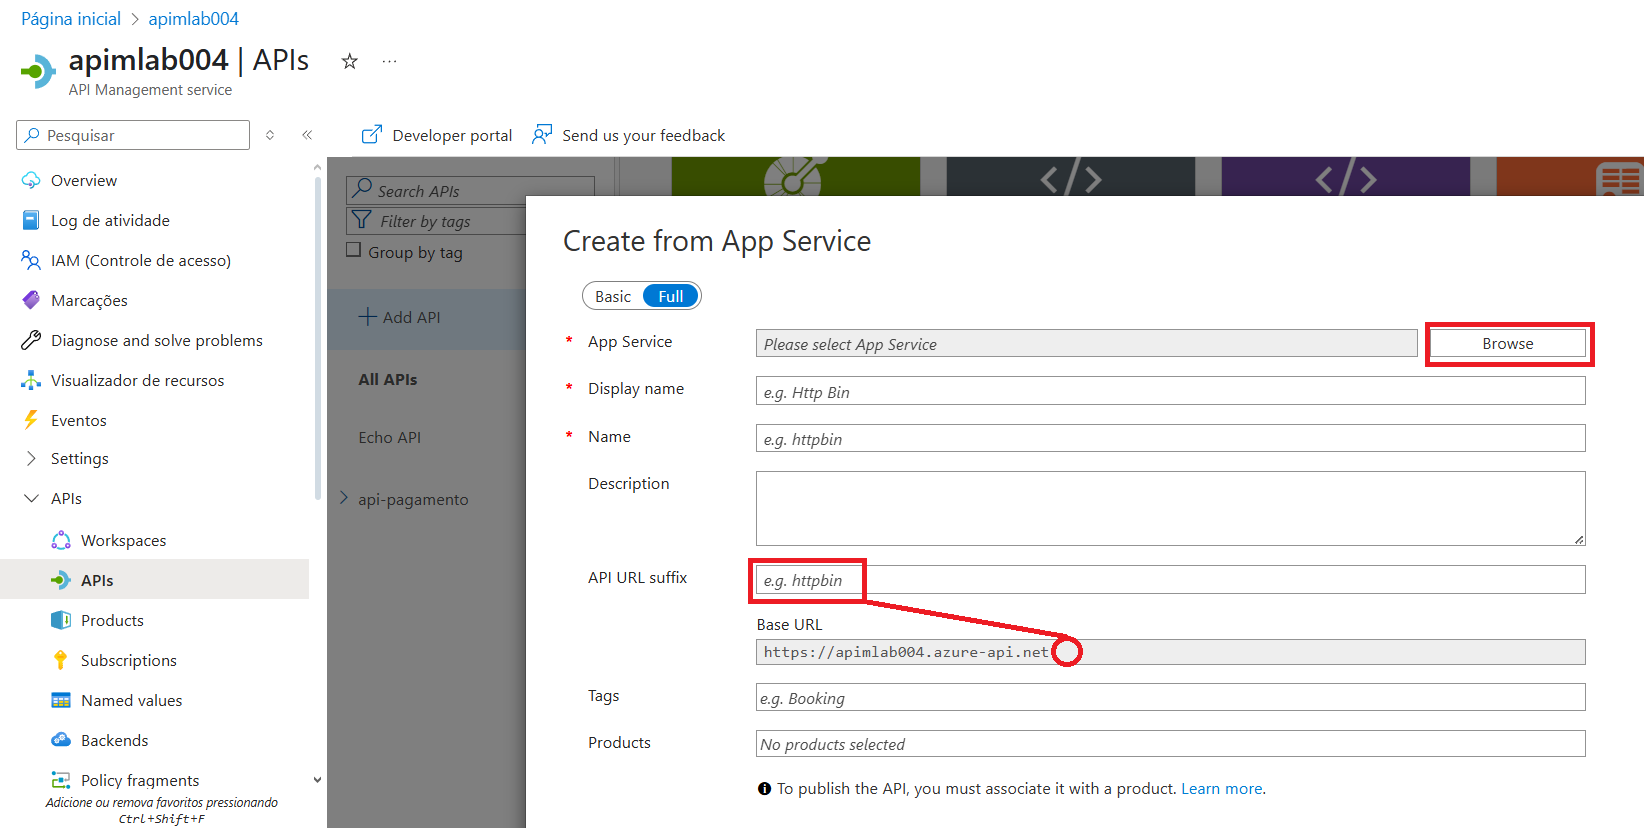 Página inicial > apimlab004
apimlab004 | APIs
API Management service
Pesquisar
Developer portal
Send us your feedback
Overview
Log de atividade
IAM (Controle de acesso)
Marcações
Diagnose and solve problems
Visualizador de recursos
Eventos
Settings
APIs
Workspaces
APIs
Products
Subscriptions
Named values
Backends
Policy fragments
Adicione ou remova favoritos pressionando
Ctrl+Shift+F
Search APIs
Filter by tags
Group by tag
Add API
All APIs
Echo API
api-pagamento
Create from App Service
Basic Full
* App Service Please select App Service Browse
* Display name e.g. Http Bin
* Name e.g. httpbin
Description
API URL suffix e.g. httpbin
Base URL
https://apimlab004.azure-api.net
Tags e.g. Booking
Products No products selected
To publish the API, you must associate it with a product. Learn more.